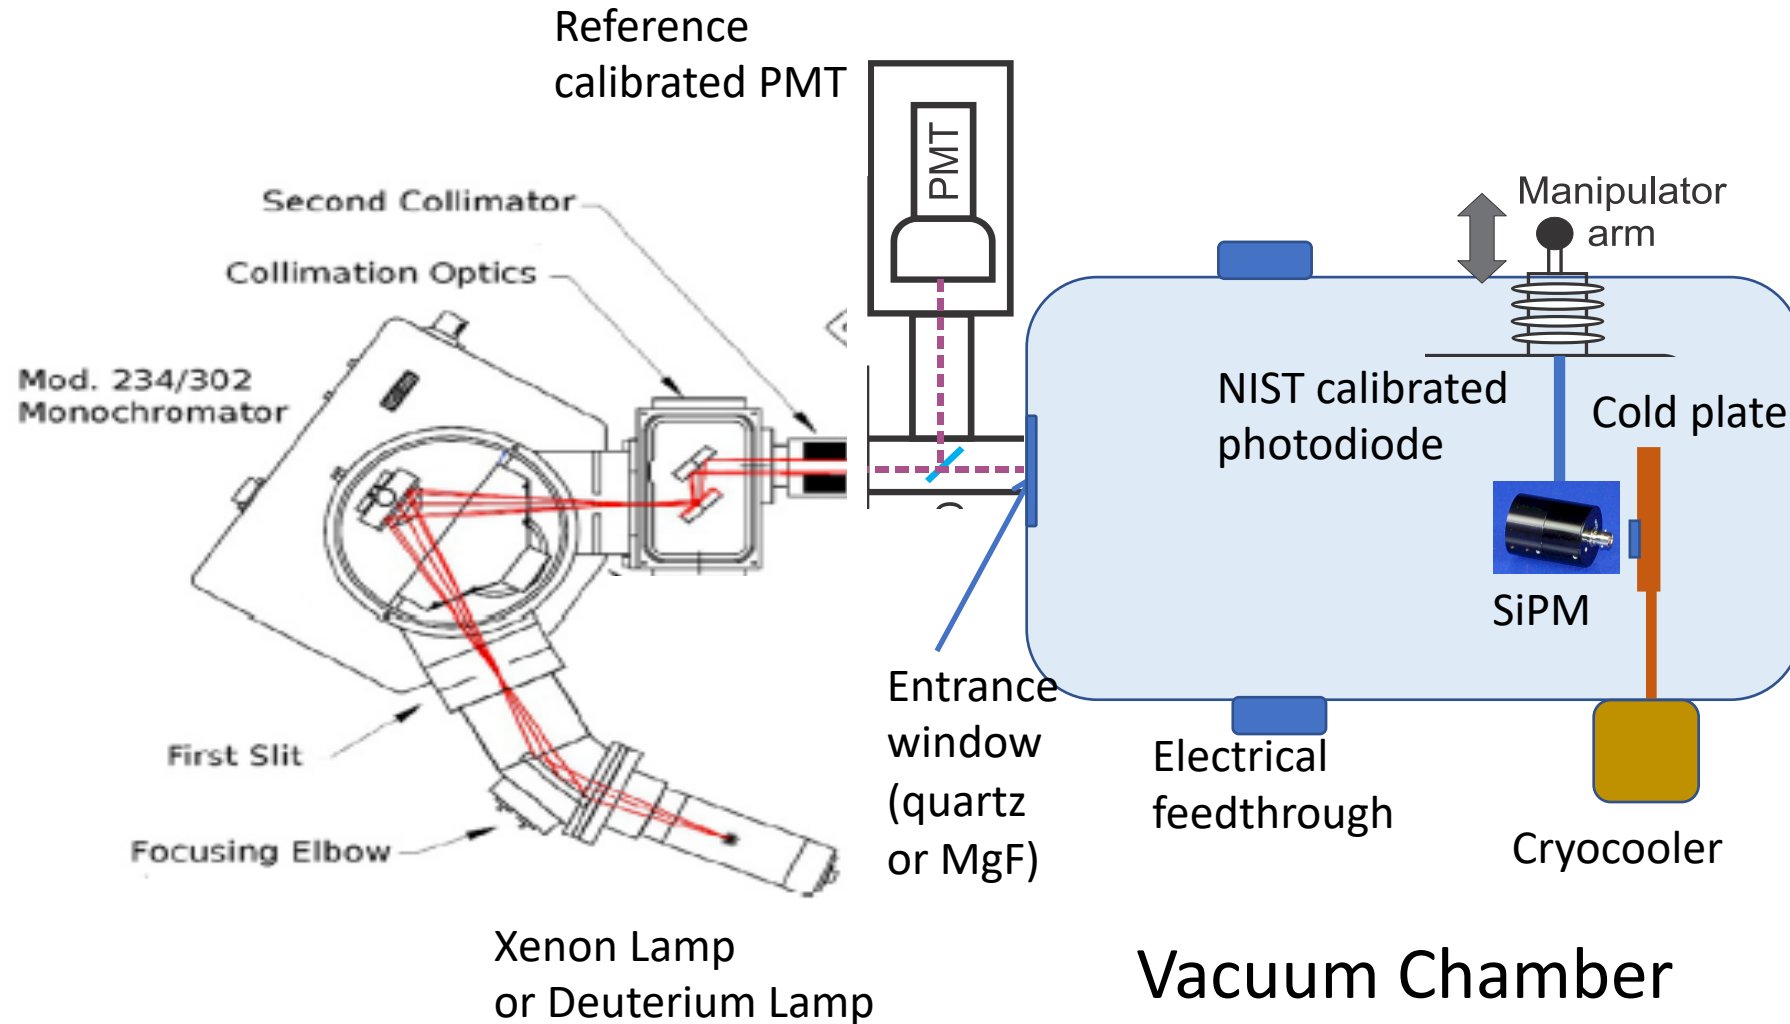 Reference
calibrated PMT
PMT
Second Collimator
Collimation Optics
Mod. 234/302
Monochromator
First Slit
Focusing Elbow
Xenon Lamp
or Deuterium Lamp
Manipulator
arm
NIST calibrated
photodiode
Cold plate
SiPM
Entrance
window
(quartz
or MgF)
Electrical
feedthrough
Cryocooler
Vacuum Chamber